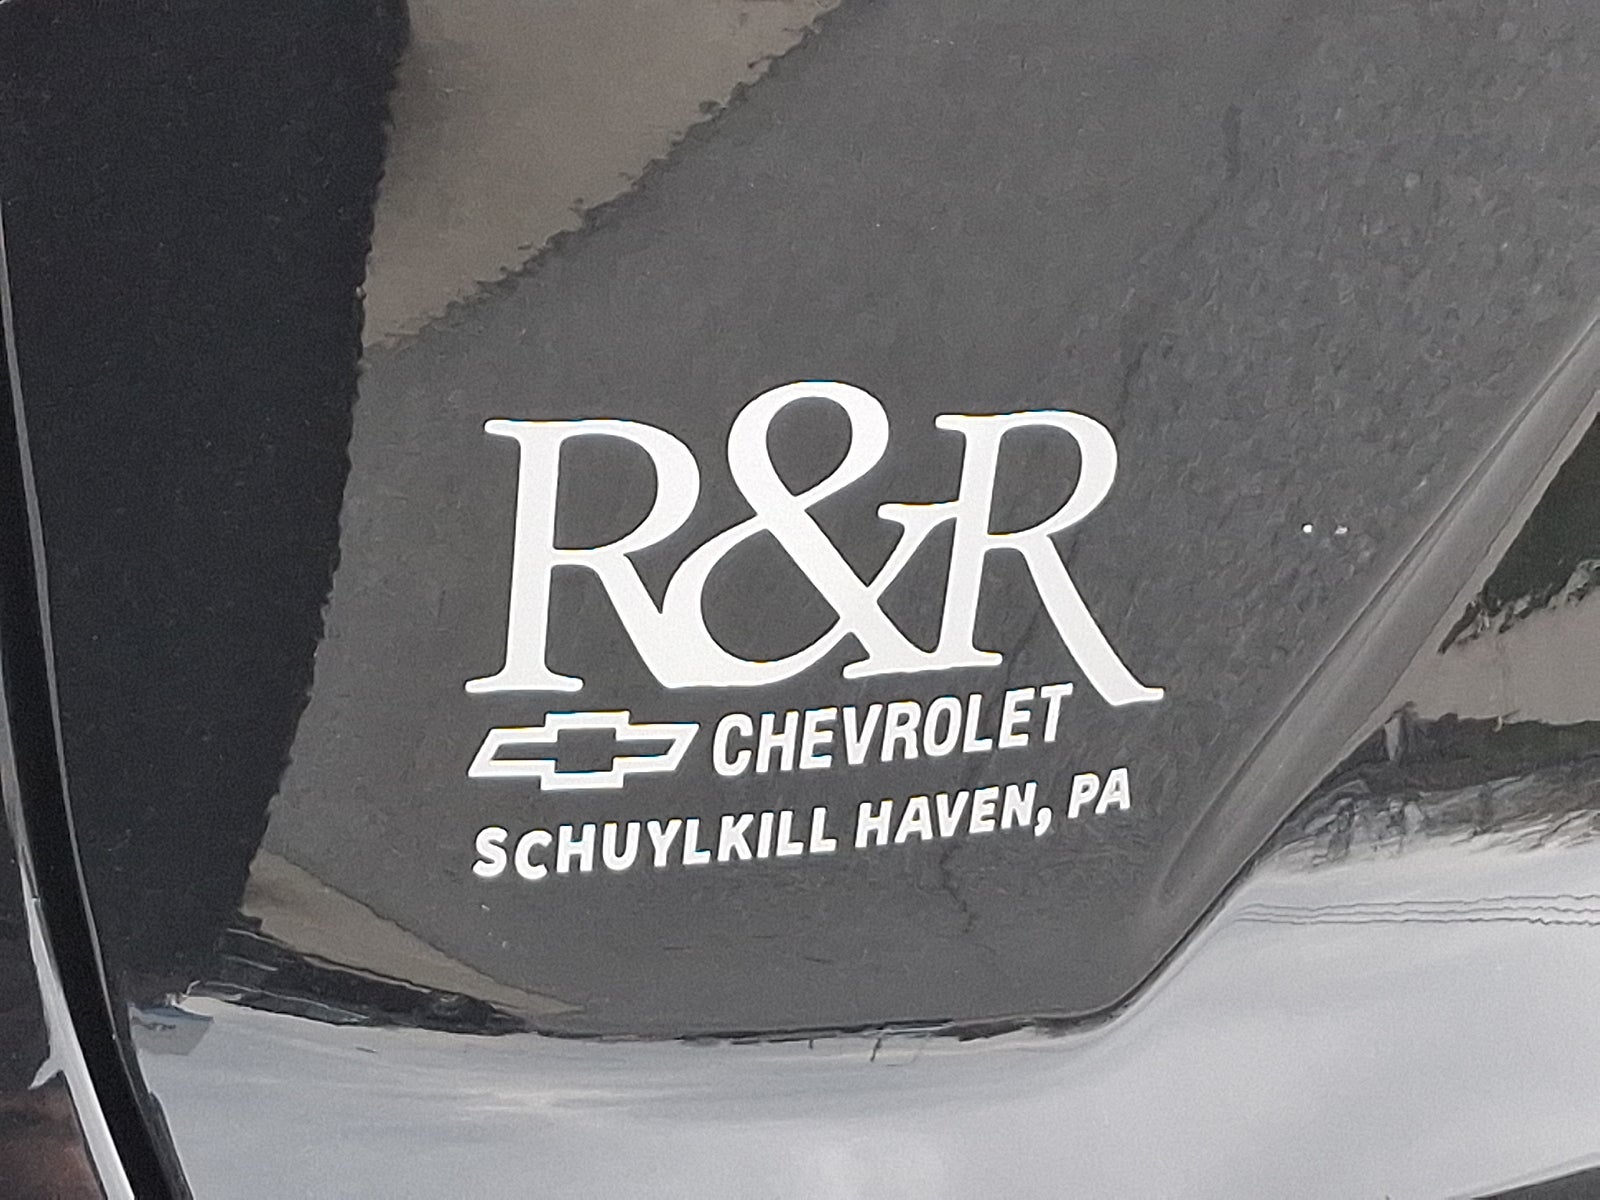 R&R
CHEVROLET
SCHUYLKILL HAVEN, PA